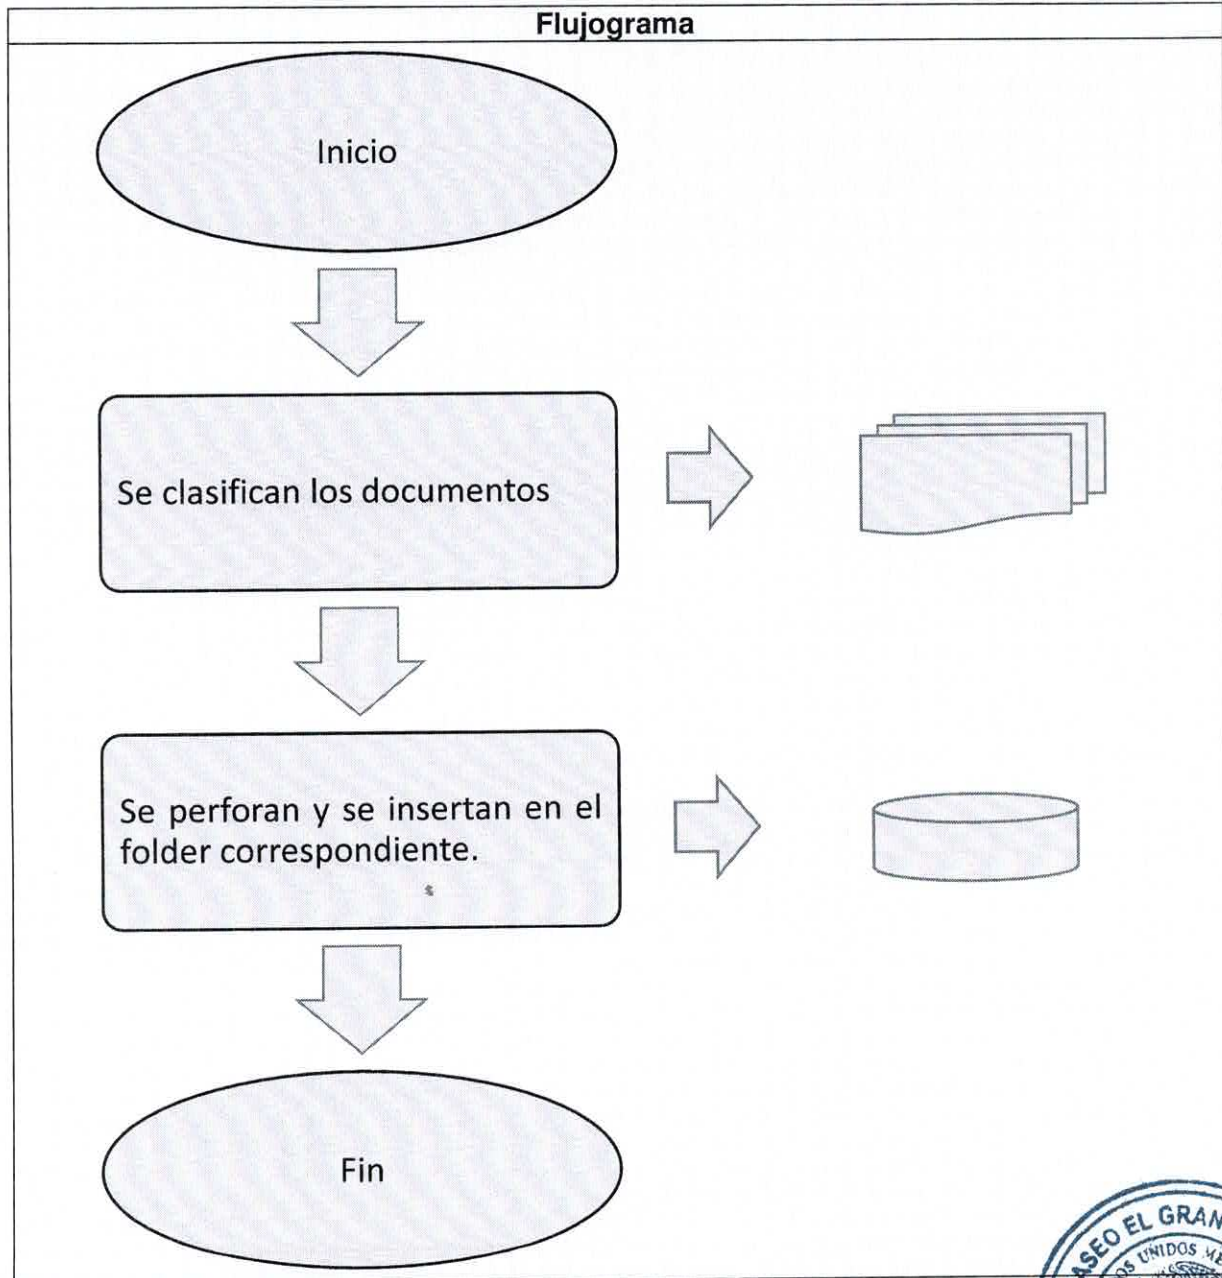 Flujograma
Inicio
Se clasifican los documentos
Se perforan y se insertan en el
folder correspondiente.
Fin
EL GRAN
UNIDOS